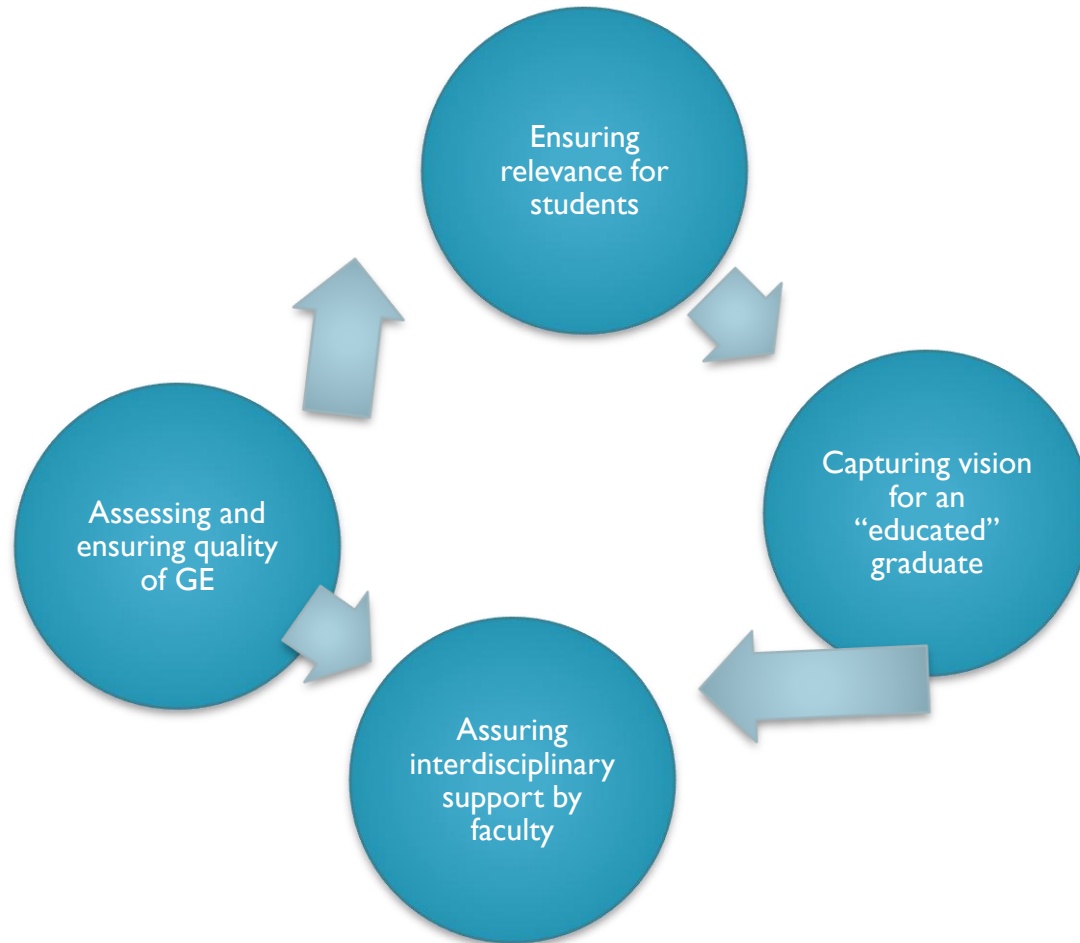 Ensuring
relevance for
students
Capturing vision
for an
“educated”
graduate
Assessing and
ensuring quality
of GE
Assuring
interdisciplinary
support by
faculty